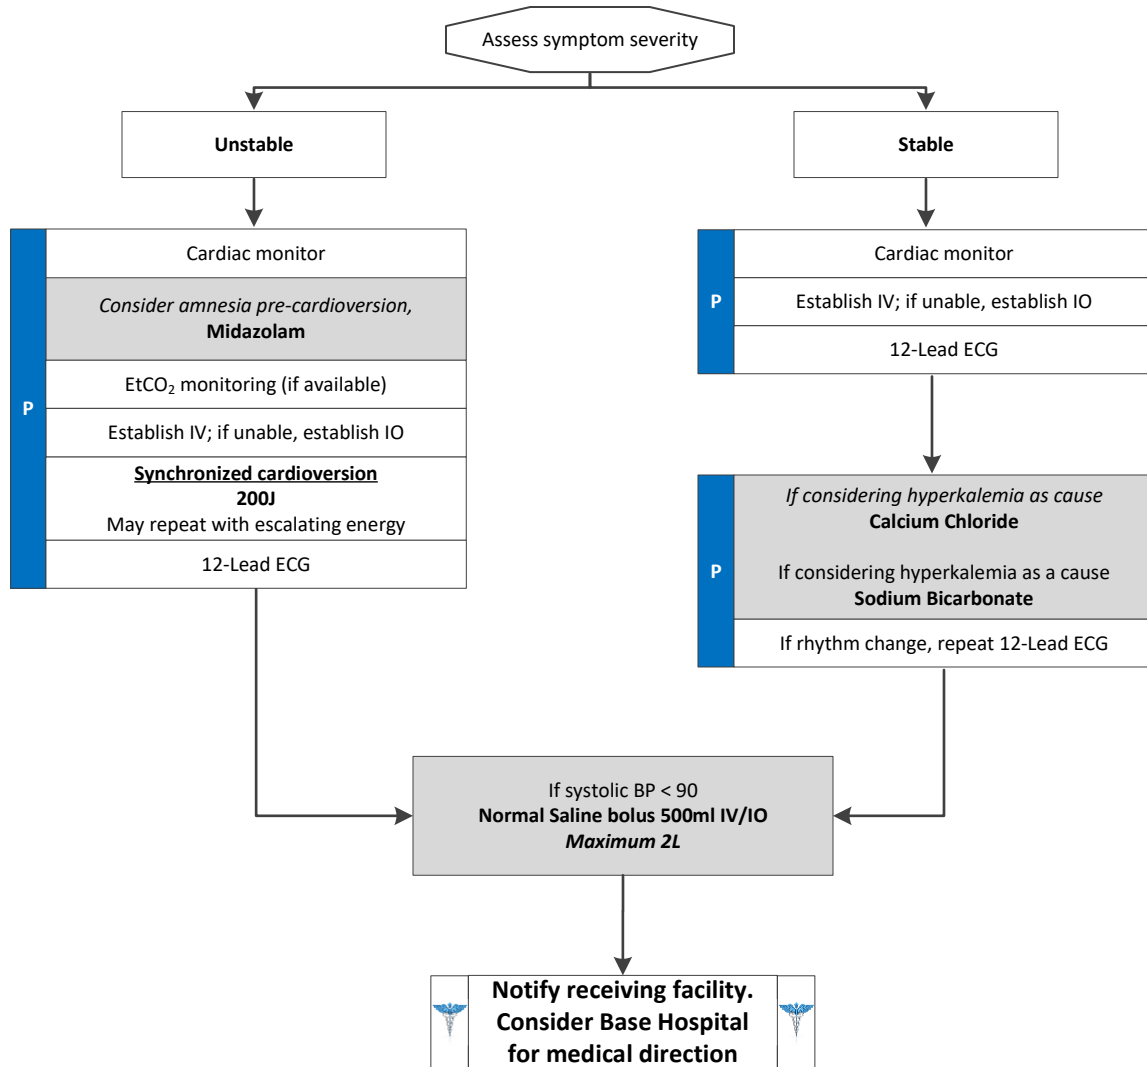 Assess symptom severity
Unstable
Stable
P
Cardiac monitor
Consider amnesia pre-cardioversion,
Midazolam
EtCO₂ monitoring (if available)
Establish IV; if unable, establish IO
Synchronized cardioversion
200J
May repeat with escalating energy
12-Lead ECG
P
Cardiac monitor
Establish IV; if unable, establish IO
12-Lead ECG
P
If considering hyperkalemia as cause
Calcium Chloride
If considering hyperkalemia as a cause
Sodium Bicarbonate
If rhythm change, repeat 12-Lead ECG
If systolic BP < 90
Normal Saline bolus 500ml IV/IO
Maximum 2L
Notify receiving facility.
Consider Base Hospital
for medical direction